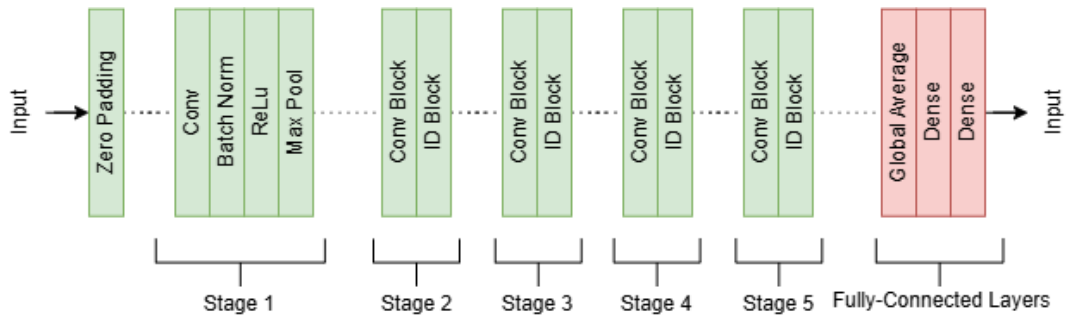 Input
Zero Padding
Conv
Batch Norm
ReLu
Max Pool
Conv Block
ID Block
Conv Block
ID Block
Conv Block
ID Block
Conv Block
ID Block
Global Average
Dense
Dense
Input
Stage 1
Stage 2
Stage 3
Stage 4
Stage 5
Fully-Connected Layers